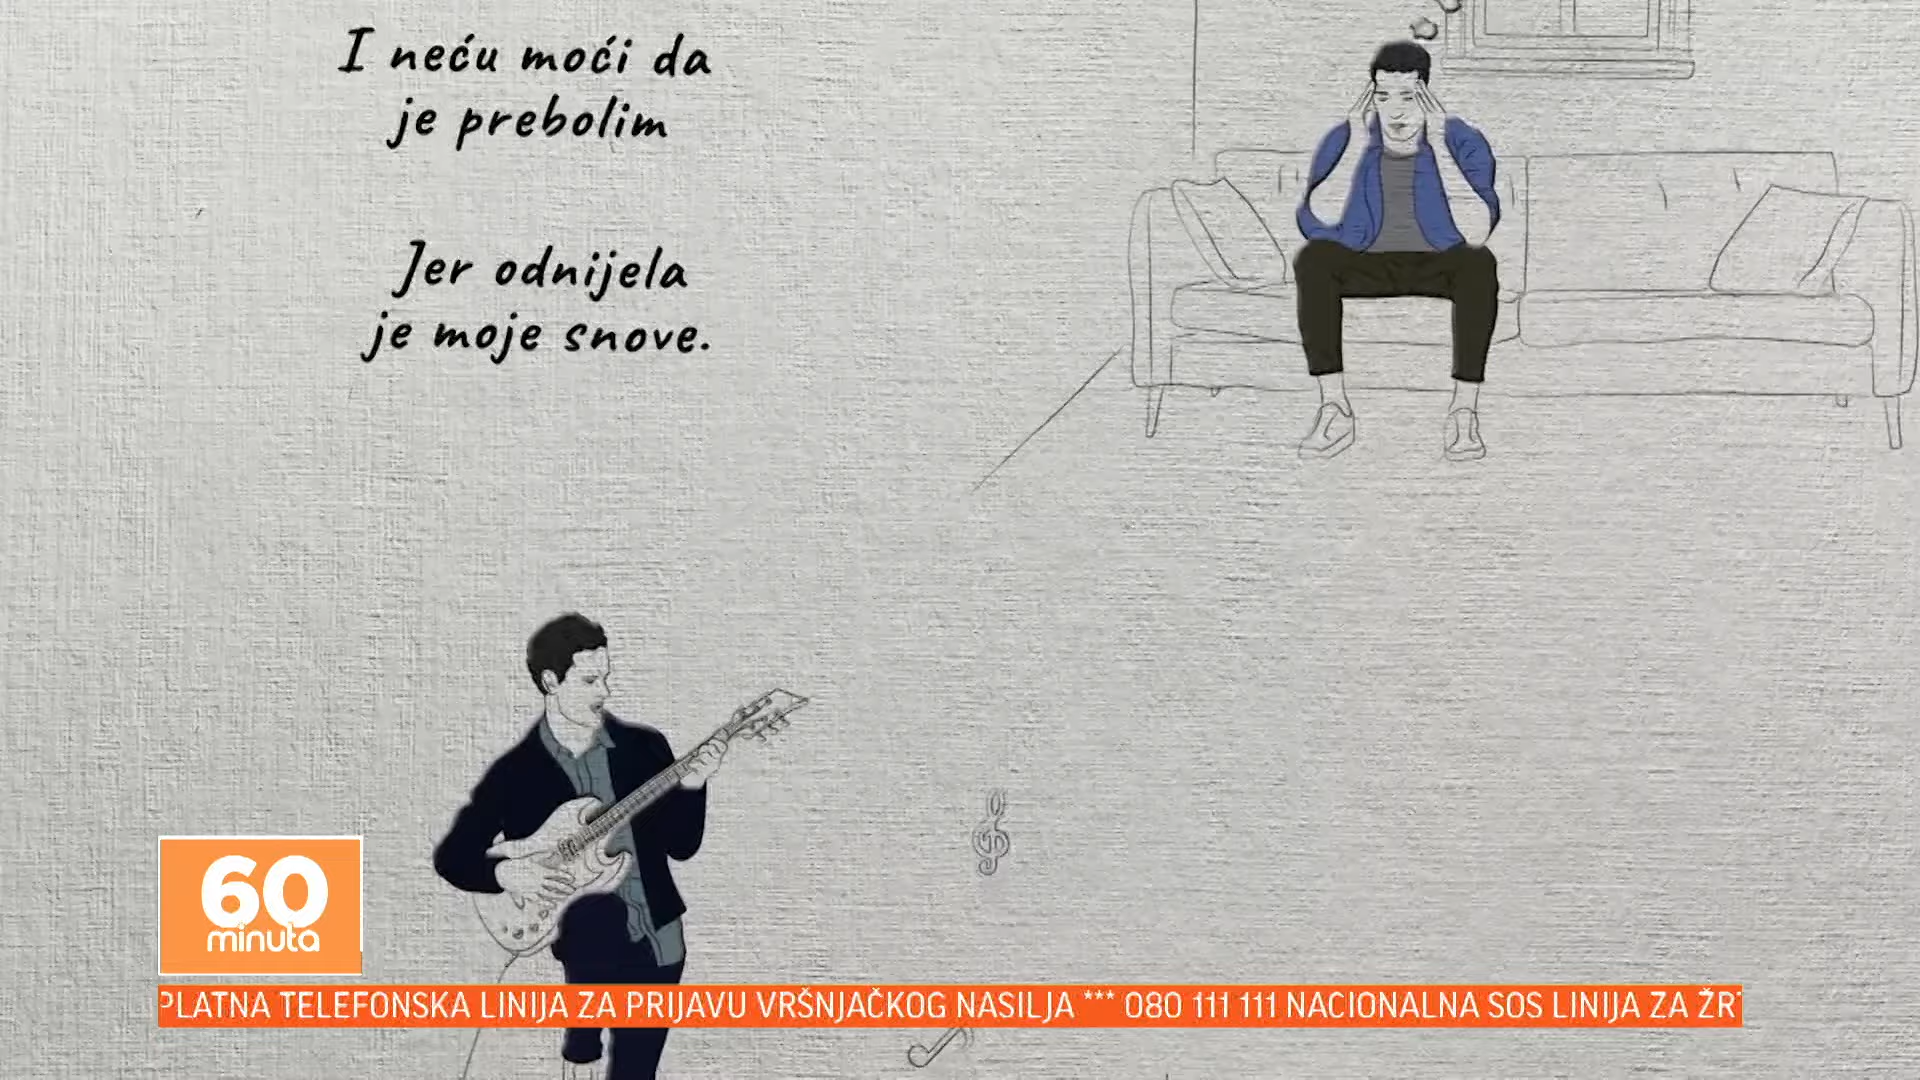 I neću moći da
je prebolim
Jer odnijela
je moje snove.
60
minuta
PLATNA TELEFONSKA LINIJA ZA PRIJAVU VRŠNJAČKOG NASILJA *** 080 111 111 NACIONALNA SOS LINIJA ZA